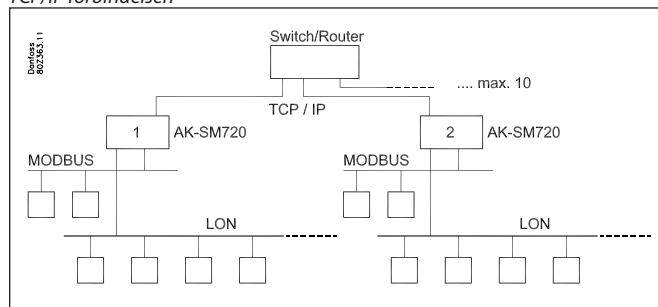 TCP/IP forbindelsen
Danfoss
80Z363.11
Switch/Router
.... max. 10
TCP / IP
1
AK-SM720
2
AK-SM720
MODBUS
MODBUS
LON
LON